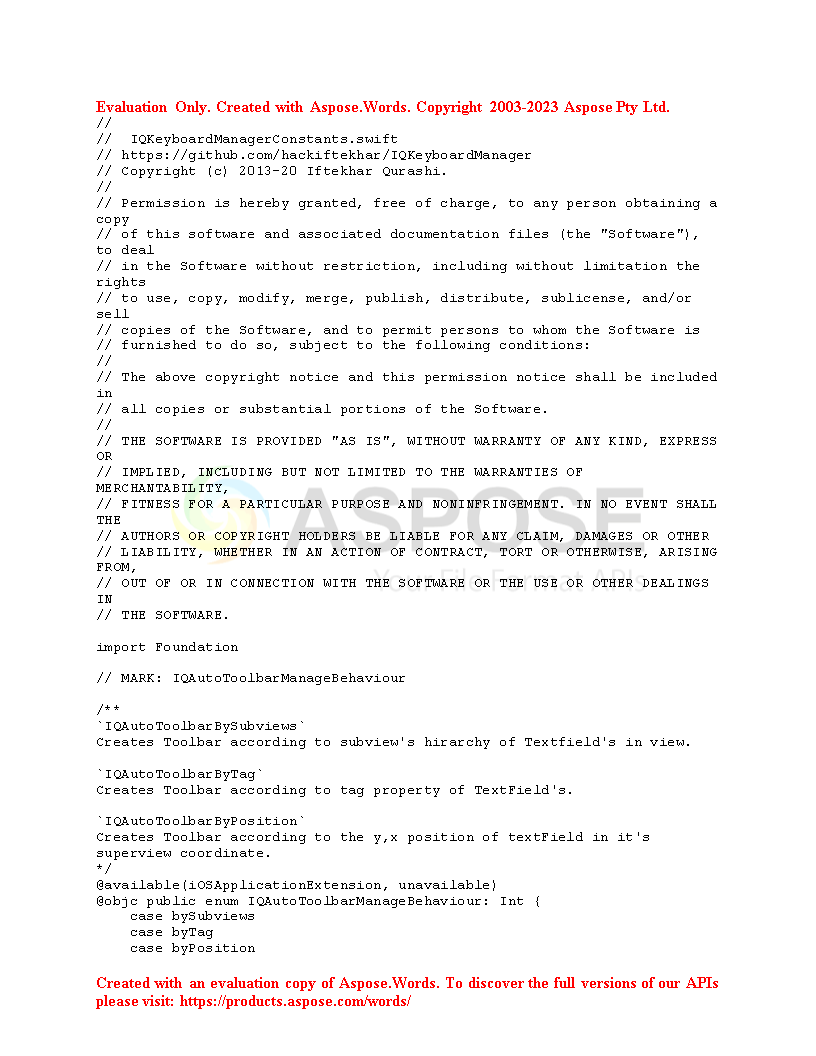 Evaluation Only. Created with Aspose.Words. Copyright 2003-2023 Aspose Pty Ltd.
//
//  IQKeyboardManagerConstants.swift
// https://github.com/hackiftekhar/IQKeyboardManager
// Copyright (c) 2013-20 Iftekhar Qurashi.
//
// Permission is hereby granted, free of charge, to any person obtaining a
copy
// of this software and associated documentation files (the "Software"),
to deal
// in the Software without restriction, including without limitation the
rights
// to use, copy, modify, merge, publish, distribute, sublicense, and/or
sell
// copies of the Software, and to permit persons to whom the Software is
// furnished to do so, subject to the following conditions:
//
// The above copyright notice and this permission notice shall be included
in
// all copies or substantial portions of the Software.
//
// THE SOFTWARE IS PROVIDED "AS IS", WITHOUT WARRANTY OF ANY KIND, EXPRESS
OR
// IMPLIED, INCLUDING BUT NOT LIMITED TO THE WARRANTIES OF
MERCHANTABILITY,
// FITNESS FOR A PARTICULAR PURPOSE AND NONINFRINGEMENT. IN NO EVENT SHALL
THE
// AUTHORS OR COPYRIGHT HOLDERS BE LIABLE FOR ANY CLAIM, DAMAGES OR OTHER
// LIABILITY, WHETHER IN AN ACTION OF CONTRACT, TORT OR OTHERWISE, ARISING
FROM,
// OUT OF OR IN CONNECTION WITH THE SOFTWARE OR THE USE OR OTHER DEALINGS
IN
// THE SOFTWARE.
ASPOSE
Your File Format APIs
import Foundation
// MARK: IQAutoToolbarManageBehaviour
/**
`IQAutoToolbarBySubviews`
Creates Toolbar according to subview's hirarchy of Textfield's in view.
`IQAutoToolbarByTag`
Creates Toolbar according to tag property of TextField's.
`IQAutoToolbarByPosition`
Creates Toolbar according to the y,x position of textField in it's
superview coordinate.
*/
@available(iOSApplicationExtension, unavailable)
@objc public enum IQAutoToolbarManageBehaviour: Int {
    case bySubviews
    case byTag
    case byPosition
Created with an evaluation copy of Aspose.Words. To discover the full versions of our APIs
please visit: https://products.aspose.com/words/